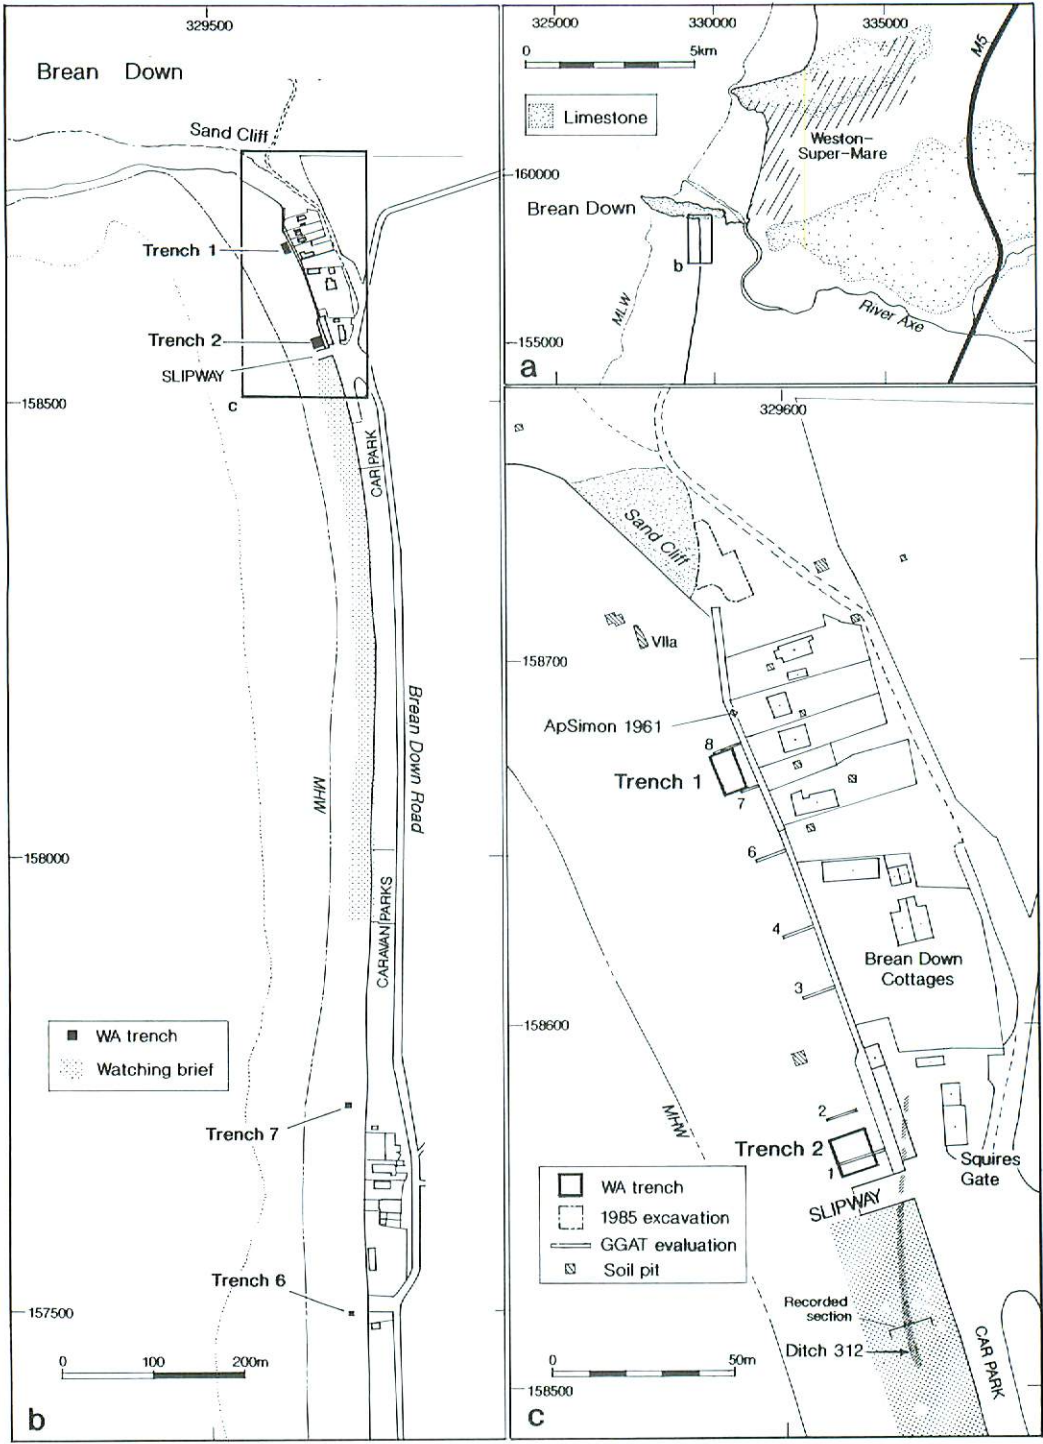 329500
Brean Down
Sand Cliff
Trench 1
Trench 2
SLIPWAY
c
158500
CAR PARK
Brean Down Road
MHW
158000
CARAVAN PARKS
WA trench
Watching brief
Trench 7
Trench 6
157500
0 100 200m
b
325000 330000 335000
0 5km
M5
Limestone
Weston-
Super-Mare
160000
Brean Down
b
MLW
River Axe
155000
a
329600
Sand Cliff
VIIa
158700
ApSimon 1961
8
Trench 1
7
6
4
Brean Down
Cottages
3
158600
MHW
2
Trench 2
1
Squires
Gate
SLIPWAY
WA trench
1985 excavation
GGAT evaluation
Soil pit
Recorded
section
Ditch 312
CAR PARK
0 50m
158500
c